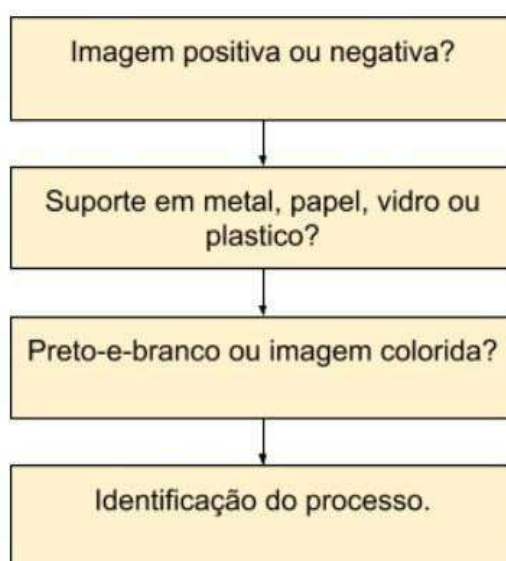 Imagem positiva ou negativa?
Suporte em metal, papel, vidro ou
plastico?
Preto-e-branco ou imagem colorida?
Identificação do processo.